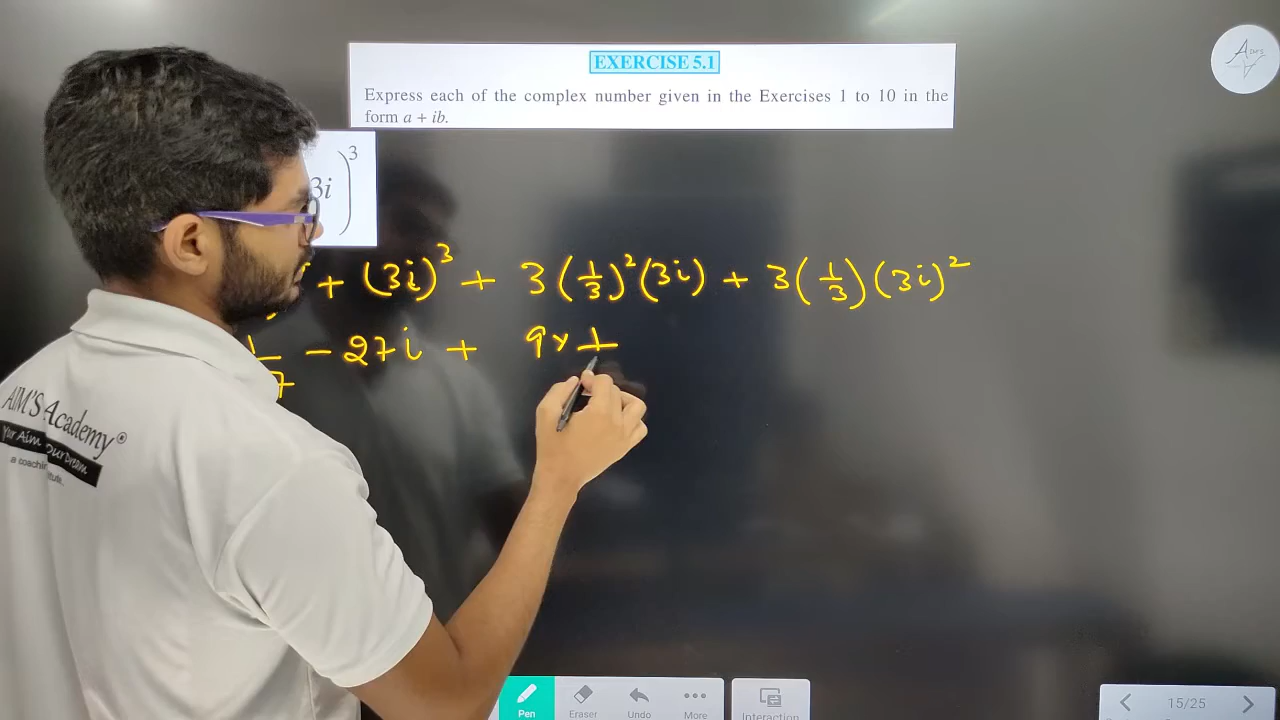 EXERCISE 5.1
Express each of the complex number given in the Exercises 1 to 10 in the
form a + ib.
3i)³
+ (3i)³ + 3(1/3)²(3i) + 3(1/3)(3i)²
- 27i + 9 × 1
AIM'S Academy®
Your Aim Our Dream
Pen
Eraser
Undo
More
Interaction
15/25